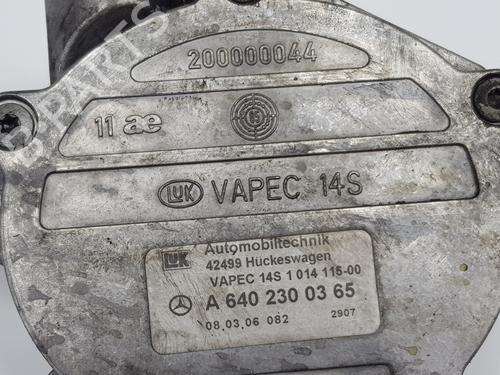 200000044
11 ae
05
LUK VAPEC 14S
LUK Automobiltechnik
42499 Hückeswagen
VAPEC 14S 1 014 115-00
A 640 230 03 65
08.03.06 082 2907